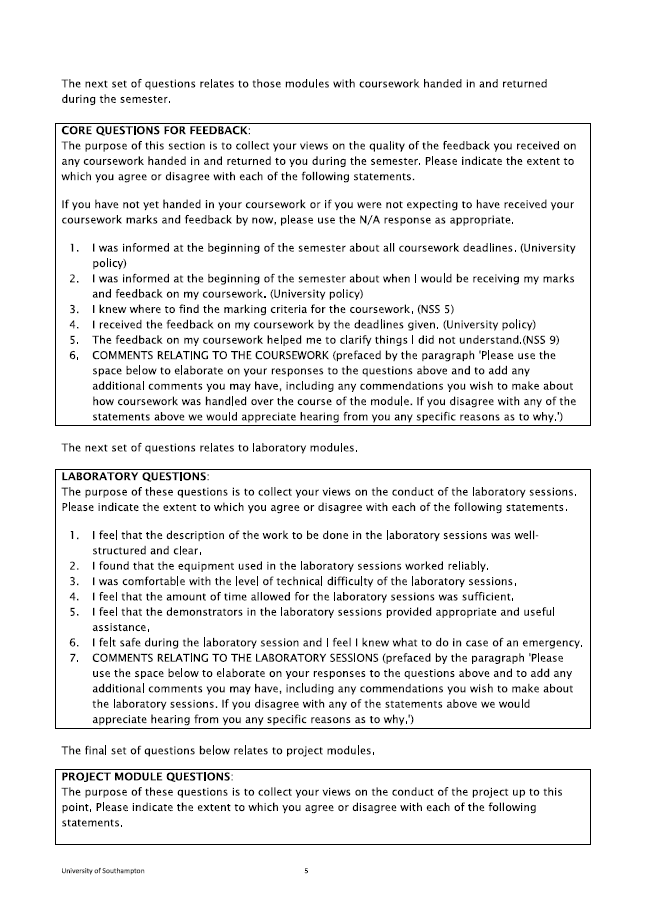 The next set of questions relates to those modules with coursework handed in and returned
during the semester.
CORE QUESTIONS FOR FEEDBACK:
The purpose of this section is to collect your views on the quality of the feedback you received on
any coursework handed in and returned to you during the semester. Please indicate the extent to
which you agree or disagree with each of the following statements.
If you have not yet handed in your coursework or if you were not expecting to have received your
coursework marks and feedback by now, please use the N/A response as appropriate.
1. I was informed at the beginning of the semester about all coursework deadlines. (University
policy)
2. I was informed at the beginning of the semester about when I would be receiving my marks
and feedback on my coursework. (University policy)
3. I knew where to find the marking criteria for the coursework. (NSS 5)
4. I received the feedback on my coursework by the deadlines given. (University policy)
5. The feedback on my coursework helped me to clarify things I did not understand.(NSS 9)
6. COMMENTS RELATING TO THE COURSEWORK (prefaced by the paragraph 'Please use the
space below to elaborate on your responses to the questions above and to add any
additional comments you may have, including any commendations you wish to make about
how coursework was handled over the course of the module. If you disagree with any of the
statements above we would appreciate hearing from you any specific reasons as to why.')
The next set of questions relates to laboratory modules.
LABORATORY QUESTIONS:
The purpose of these questions is to collect your views on the conduct of the laboratory sessions.
Please indicate the extent to which you agree or disagree with each of the following statements.
1. I feel that the description of the work to be done in the laboratory sessions was well-
structured and clear.
2. I found that the equipment used in the laboratory sessions worked reliably.
3. I was comfortable with the level of technical difficulty of the laboratory sessions.
4. I feel that the amount of time allowed for the laboratory sessions was sufficient.
5. I feel that the demonstrators in the laboratory sessions provided appropriate and useful
assistance.
6. I felt safe during the laboratory session and I feel I knew what to do in case of an emergency.
7. COMMENTS RELATING TO THE LABORATORY SESSIONS (prefaced by the paragraph 'Please
use the space below to elaborate on your responses to the questions above and to add any
additional comments you may have, including any commendations you wish to make about
the laboratory sessions. If you disagree with any of the statements above we would
appreciate hearing from you any specific reasons as to why.')
The final set of questions below relates to project modules.
PROJECT MODULE QUESTIONS:
The purpose of these questions is to collect your views on the conduct of the project up to this
point. Please indicate the extent to which you agree or disagree with each of the following
statements.
University of Southampton 5